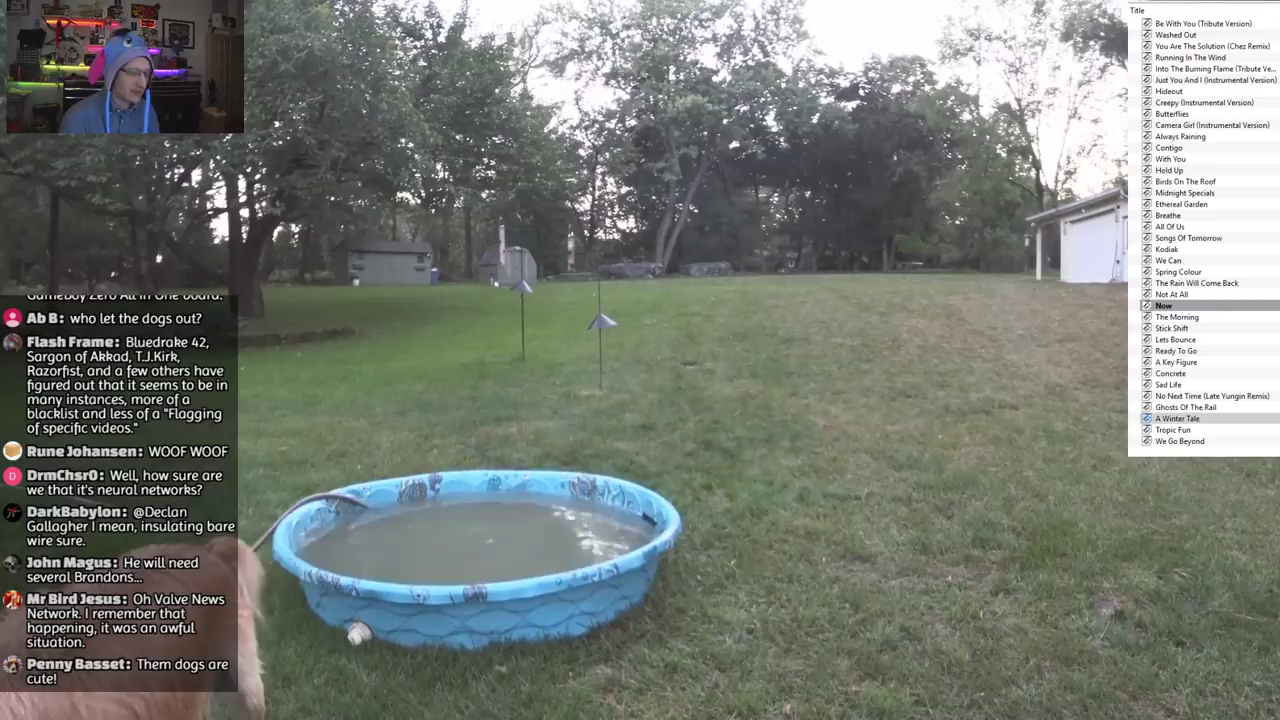 GameBoy Zero All In One board.
Ab B: who let the dogs out?
Flash Frame: Bluedrake 42,
Sargon of Akkad, T.J.Kirk,
Razorfist, and a few others have
figured out that it seems to be in
many instances, more of a
blacklist and less of a "Flagging
of specific videos."
Rune Johansen: WOOF WOOF
D
DrmChsr0: Well, how sure are
we that it's neural networks?
DarkBabylon: @Declan
Gallagher I mean, insulating bare
wire sure.
John Magus: He will need
several Brandons...
Mr Bird Jesus: Oh Valve News
Network. I remember that
happening, it was an awful
situation.
Penny Basset: Them dogs are
cute!
Title
Be With You (Tribute Version)
Washed Out
You Are The Solution (Chez Remix)
Running In The Wind
Into The Burning Flame (Tribute Ve...
Just You And I (Instrumental Version)
Hideout
Creepy (Instrumental Version)
Butterflies
Camera Girl (Instrumental Version)
Always Raining
Contigo
With You
Hold Up
Birds On The Roof
Midnight Specials
Ethereal Garden
Breathe
All Of Us
Songs Of Tomorrow
Kodiak
We Can
Spring Colour
The Rain Will Come Back
Not At All
Now
The Morning
Stick Shift
Lets Bounce
Ready To Go
A Key Figure
Concrete
Sad Life
No Next Time (Late Yungin Remix)
Ghosts Of The Rail
A Winter Tale
Tropic Fun
We Go Beyond